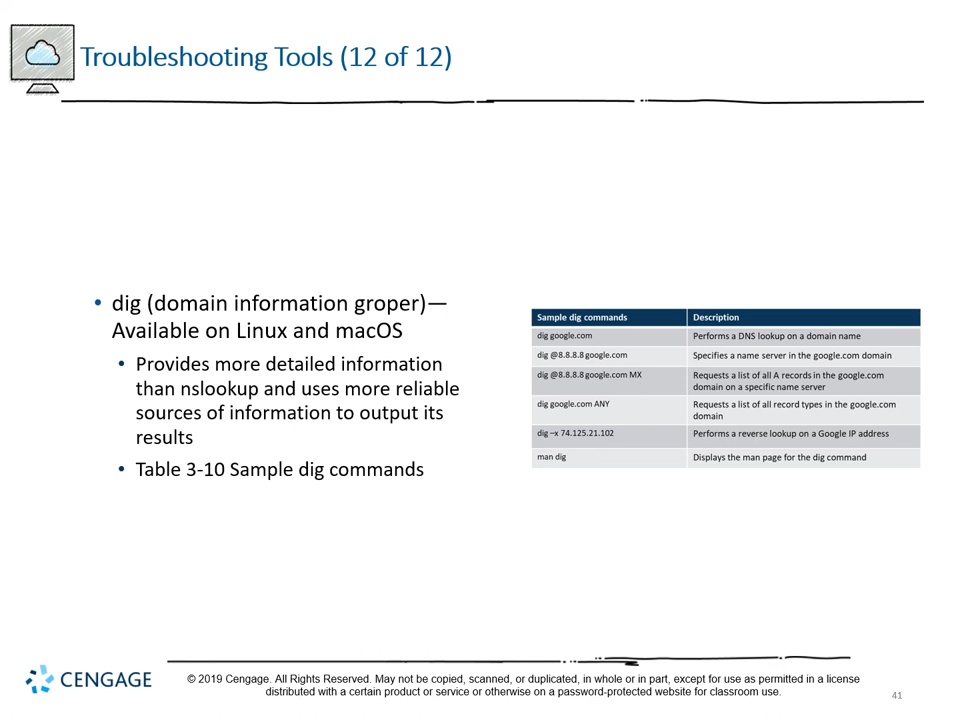 Troubleshooting Tools (12 of 12)
• dig (domain information groper)—
Available on Linux and macOS
• Provides more detailed information
than nslookup and uses more reliable
sources of information to output its
results
• Table 3-10 Sample dig commands
Sample dig commands Description
dig google.com Performs a DNS lookup on a domain name
dig @8.8.8.8 google.com Specifies a name server in the google.com domain
dig @8.8.8.8 google.com MX Requests a list of all A records in the google.com
domain on a specific name server
dig google.com ANY Requests a list of all record types in the google.com
domain
dig –x 74.125.21.102 Performs a reverse lookup on a Google IP address
man dig Displays the man page for the dig command
CENGAGE
© 2019 Cengage. All Rights Reserved. May not be copied, scanned, or duplicated, in whole or in part, except for use as permitted in a license
distributed with a certain product or service or otherwise on a password-protected website for classroom use.
41